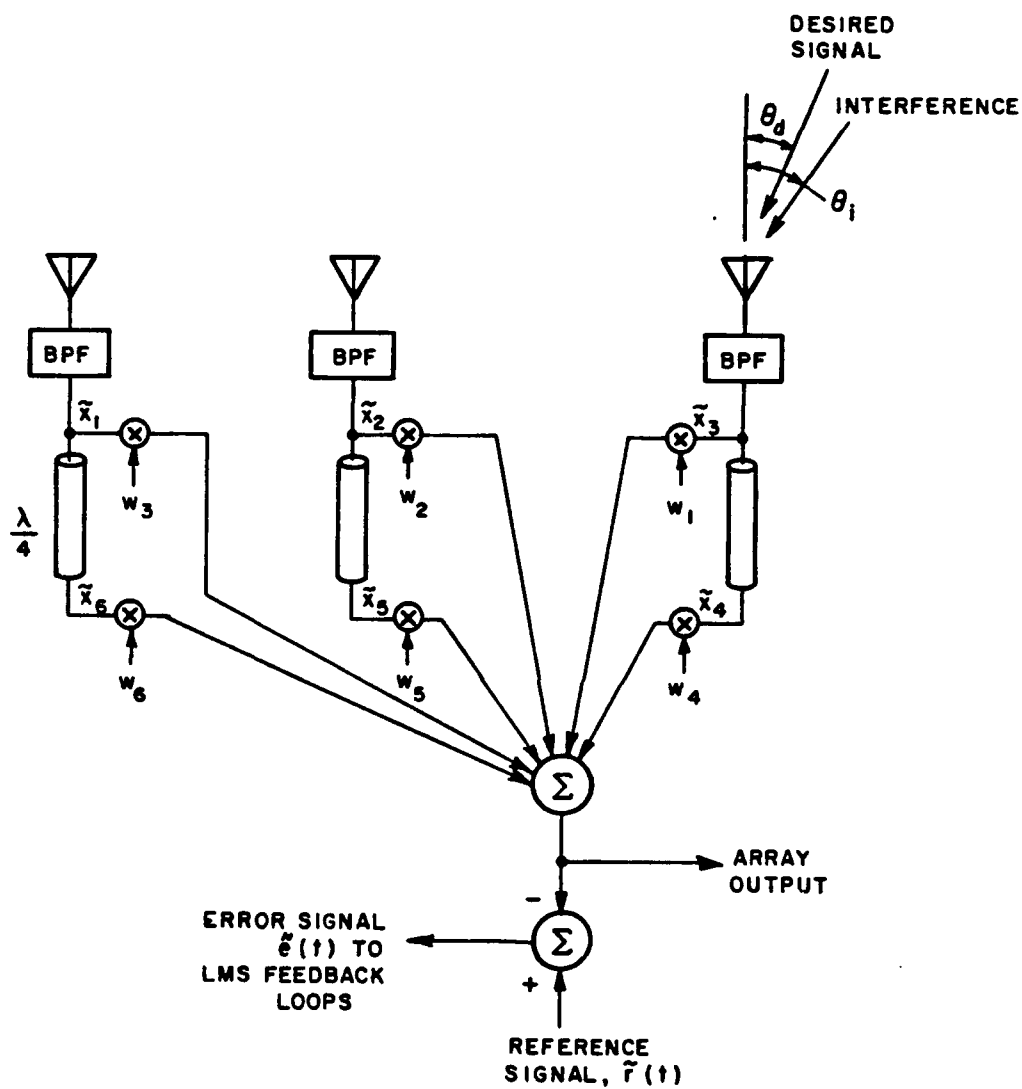 DESIRED
SIGNAL
INTERFERENCE
θd
θi
BPF
BPF
BPF
x̃1
x̃2
x̃3
w3
w2
w1
λ/4
x̃6
x̃5
x̃4
w6
w5
w4
Σ
ARRAY
OUTPUT
-
Σ
+
ERROR SIGNAL
ẽ(t) TO
LMS FEEDBACK
LOOPS
REFERENCE
SIGNAL, r̃(t)